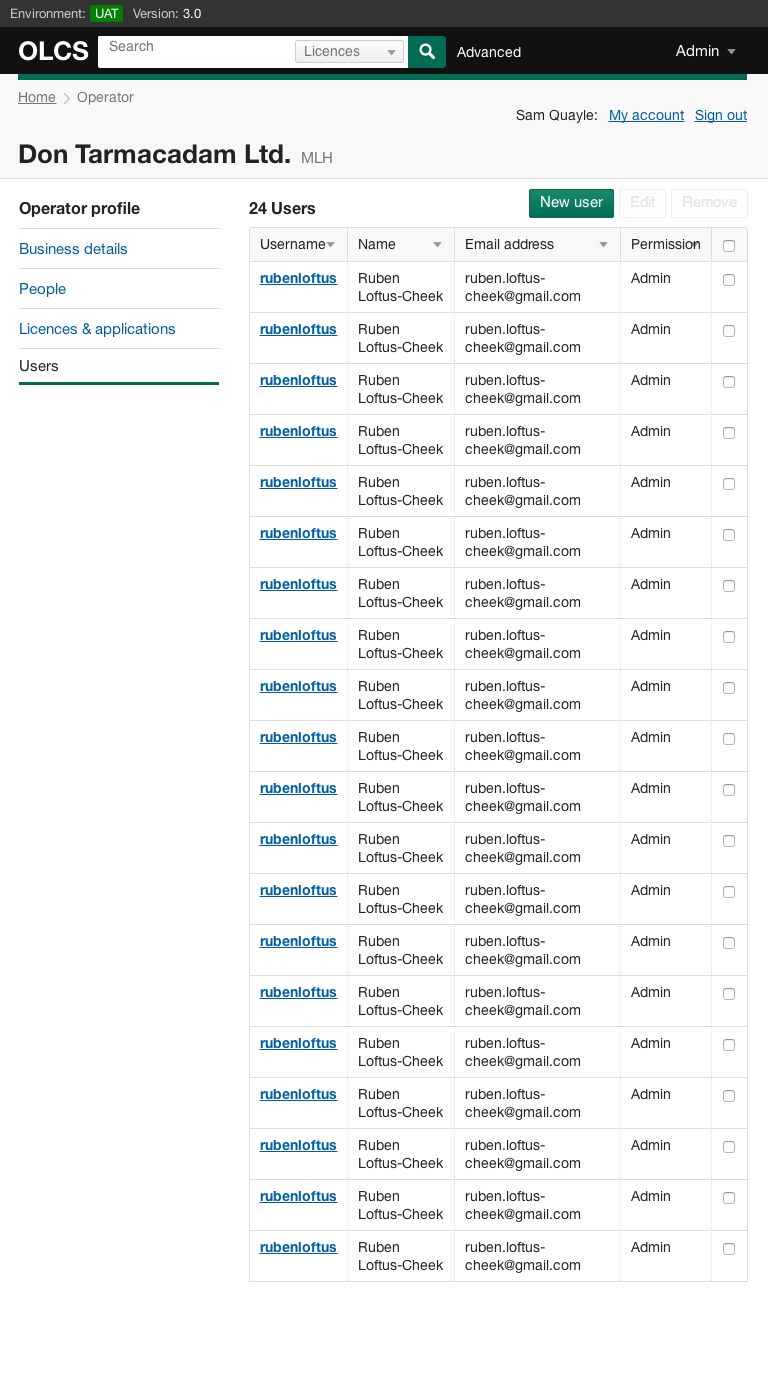 Environment: UAT Version: 3.0
OLCS Search Licences Advanced Admin
Home Operator
Sam Quayle: My account Sign out
Don Tarmacadam Ltd. MLH
Operator profile
Business details
People
Licences & applications
Users
24 Users New user Edit Remove
Username Name Email address Permission
rubenloftus Ruben ruben.loftus- Admin
Loftus-Cheek cheek@gmail.com
rubenloftus Ruben ruben.loftus- Admin
Loftus-Cheek cheek@gmail.com
rubenloftus Ruben ruben.loftus- Admin
Loftus-Cheek cheek@gmail.com
rubenloftus Ruben ruben.loftus- Admin
Loftus-Cheek cheek@gmail.com
rubenloftus Ruben ruben.loftus- Admin
Loftus-Cheek cheek@gmail.com
rubenloftus Ruben ruben.loftus- Admin
Loftus-Cheek cheek@gmail.com
rubenloftus Ruben ruben.loftus- Admin
Loftus-Cheek cheek@gmail.com
rubenloftus Ruben ruben.loftus- Admin
Loftus-Cheek cheek@gmail.com
rubenloftus Ruben ruben.loftus- Admin
Loftus-Cheek cheek@gmail.com
rubenloftus Ruben ruben.loftus- Admin
Loftus-Cheek cheek@gmail.com
rubenloftus Ruben ruben.loftus- Admin
Loftus-Cheek cheek@gmail.com
rubenloftus Ruben ruben.loftus- Admin
Loftus-Cheek cheek@gmail.com
rubenloftus Ruben ruben.loftus- Admin
Loftus-Cheek cheek@gmail.com
rubenloftus Ruben ruben.loftus- Admin
Loftus-Cheek cheek@gmail.com
rubenloftus Ruben ruben.loftus- Admin
Loftus-Cheek cheek@gmail.com
rubenloftus Ruben ruben.loftus- Admin
Loftus-Cheek cheek@gmail.com
rubenloftus Ruben ruben.loftus- Admin
Loftus-Cheek cheek@gmail.com
rubenloftus Ruben ruben.loftus- Admin
Loftus-Cheek cheek@gmail.com
rubenloftus Ruben ruben.loftus- Admin
Loftus-Cheek cheek@gmail.com
rubenloftus Ruben ruben.loftus- Admin
Loftus-Cheek cheek@gmail.com